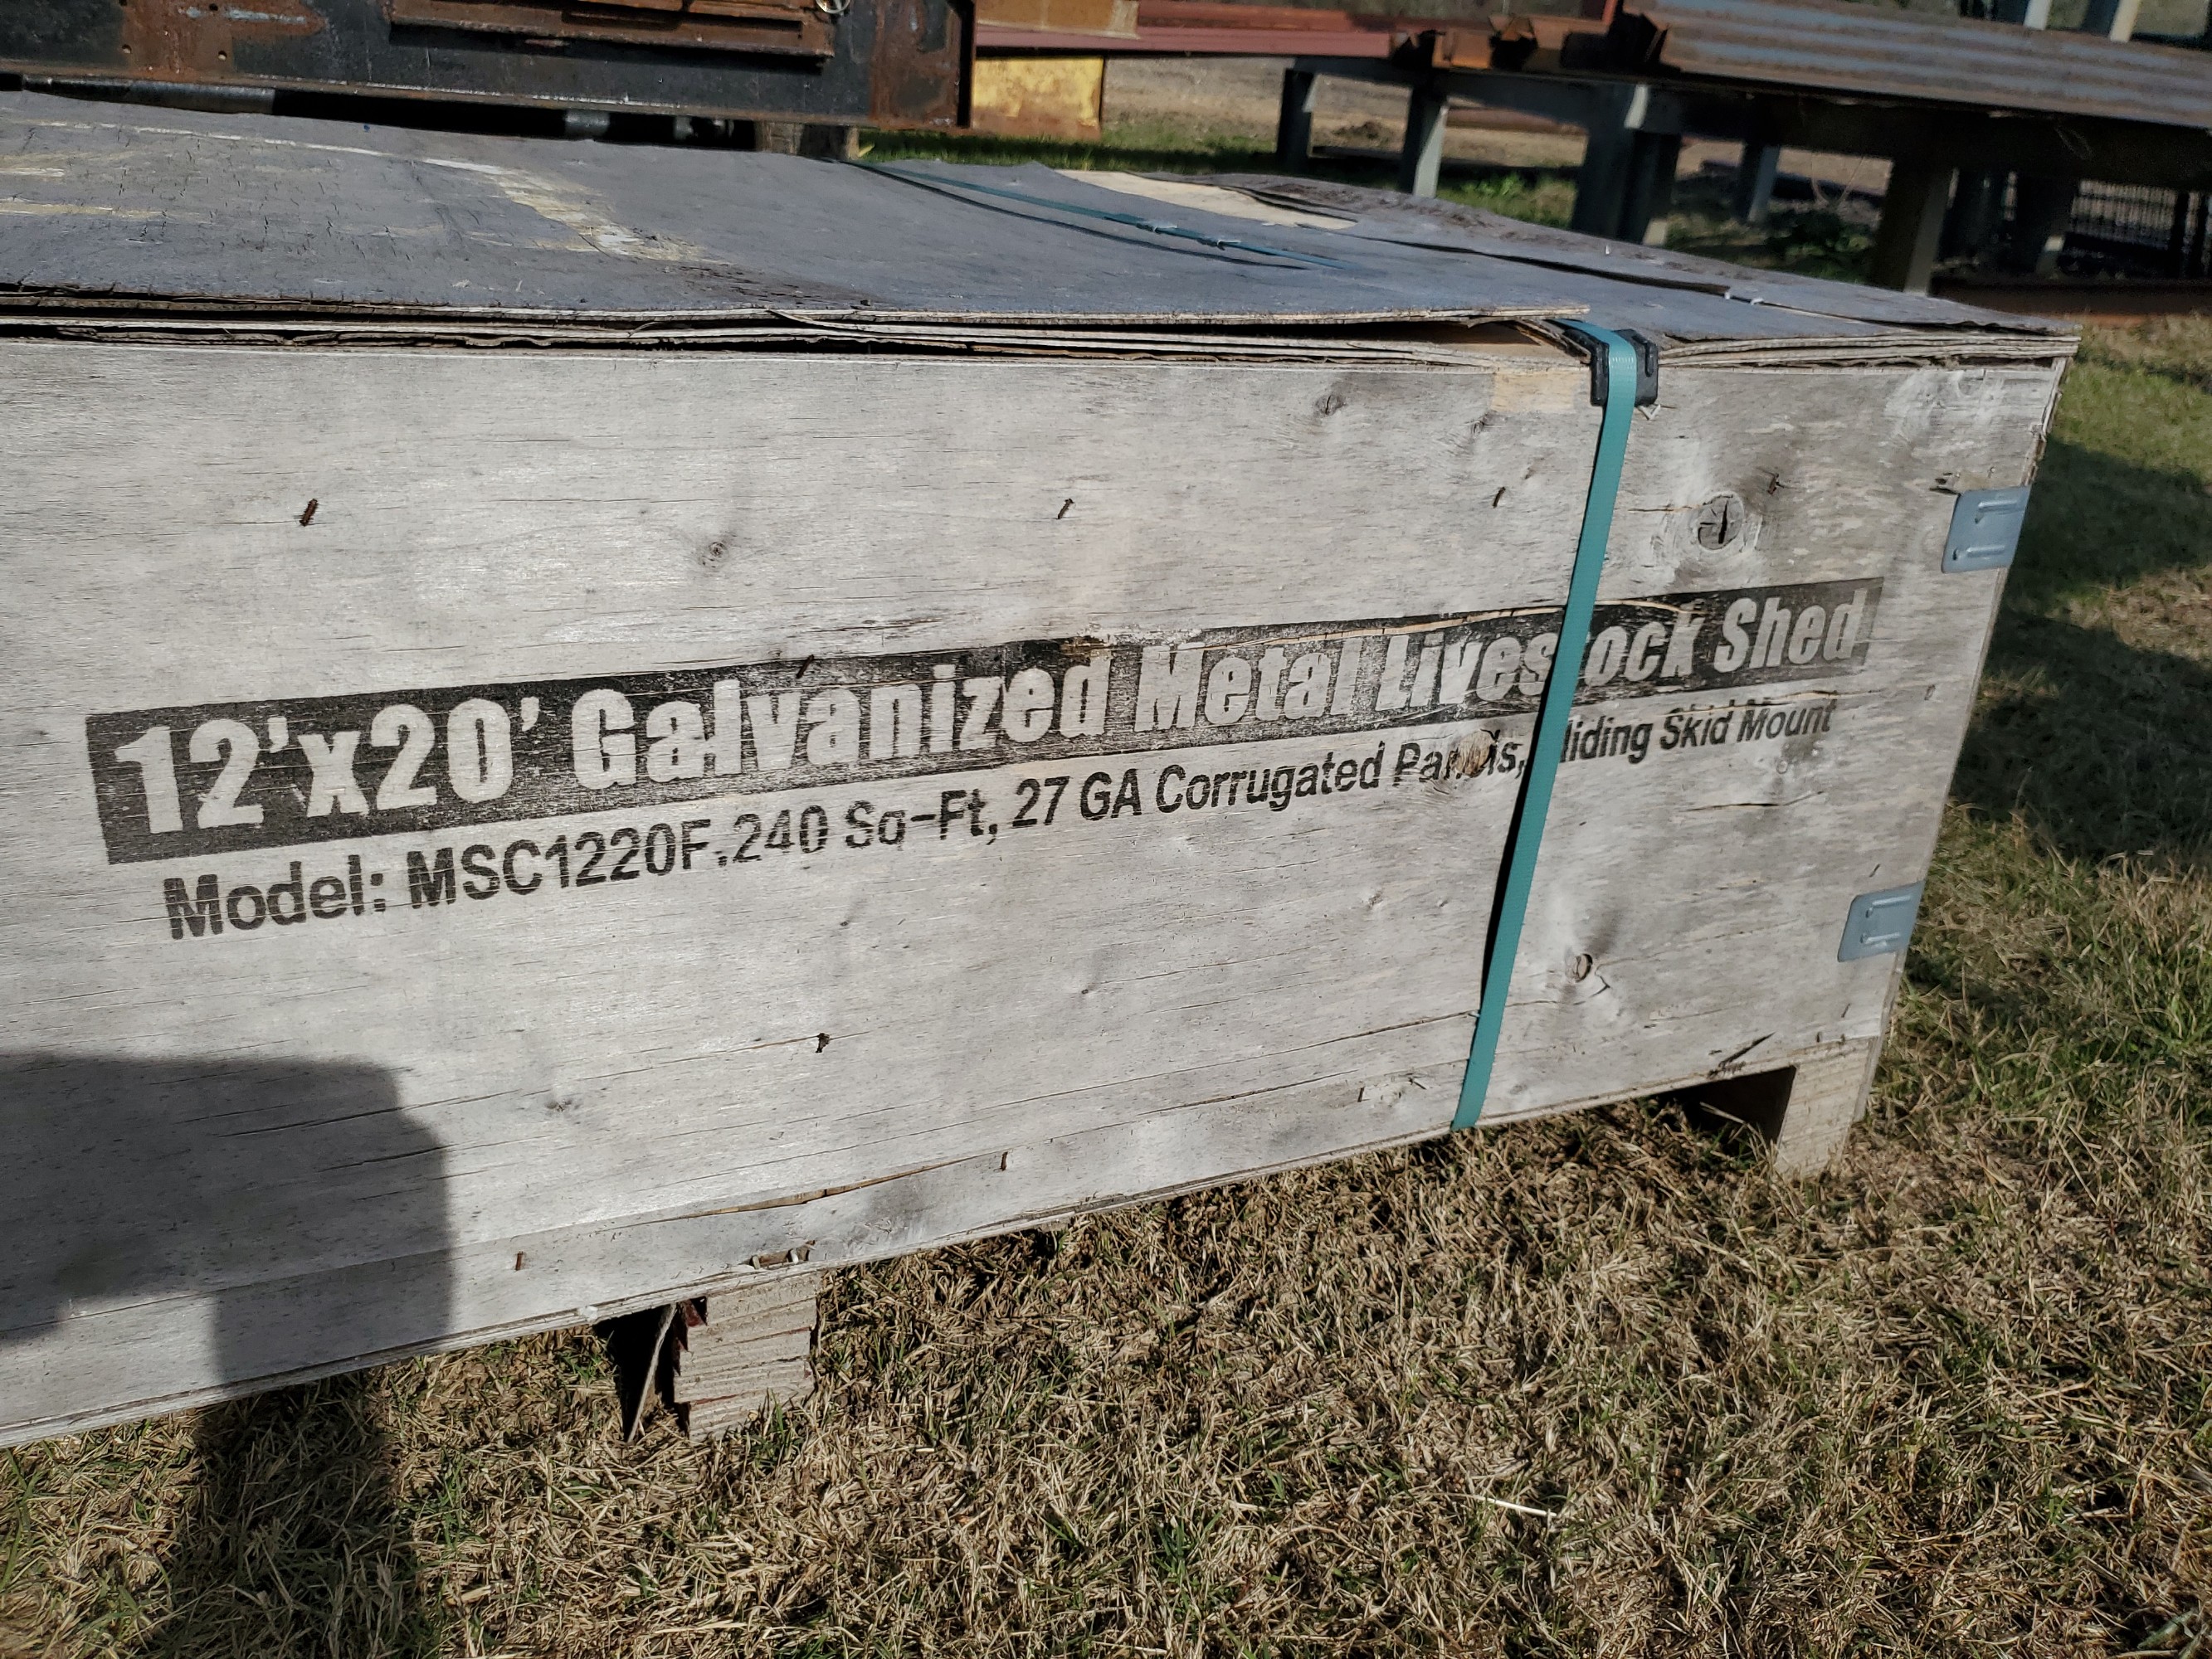 12'x20' Galvanized Metal Livestock Shed
Model: MSC1220F.240 Sq-Ft, 27 GA Corrugated Panels, Sliding Skid Mount